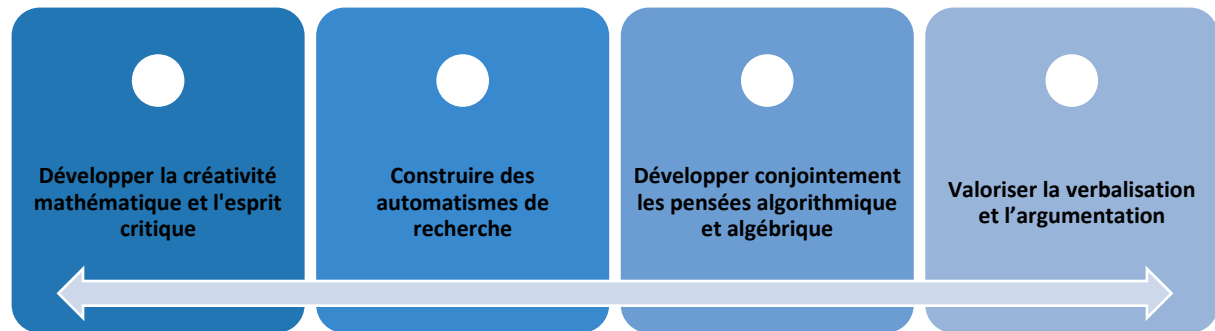 Développer la créativité
mathématique et l'esprit
critique
Construire des
automatismes de
recherche
Développer conjointement
les pensées algorithmique
et algébrique
Valoriser la verbalisation
et l’argumentation